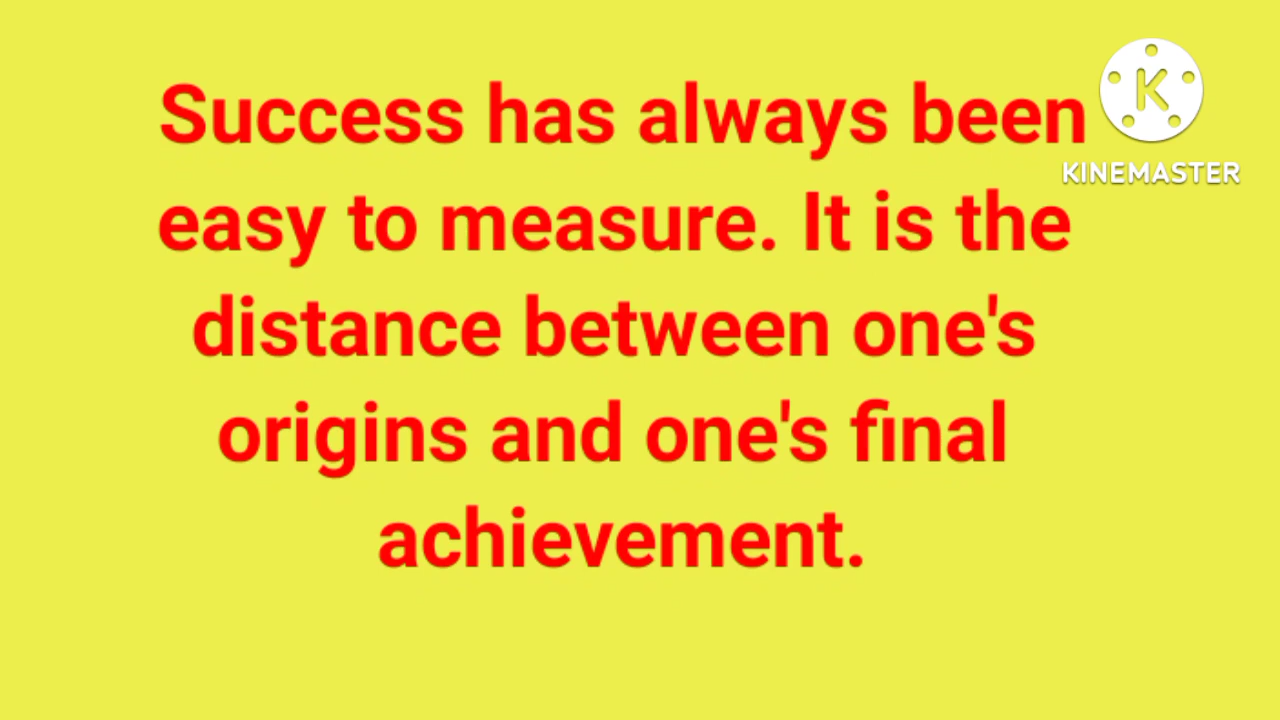 Success has always been
easy to measure. It is the
distance between one's
origins and one's final
achievement.
K
KINEMASTER